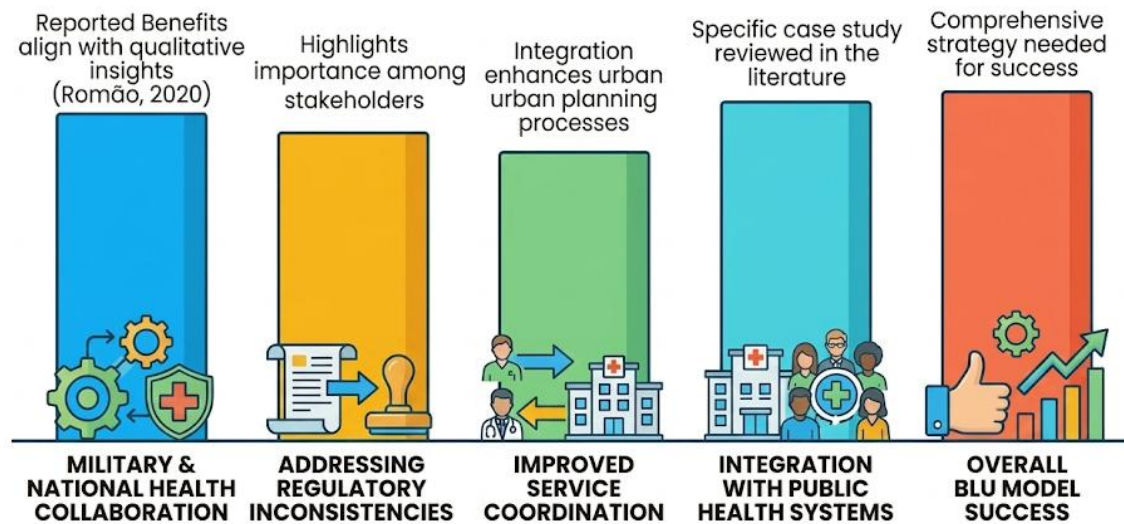 Reported Benefits
align with qualitative
insights
(Romão, 2020)
Highlights
importance among
stakeholders
Integration
enhances urban
urban planning
processes
Specific case study
reviewed in the
literature
Comprehensive
strategy needed
for success
MILITARY &
NATIONAL HEALTH
COLLABORATION
ADDRESSING
REGULATORY
INCONSISTENCIES
IMPROVED
SERVICE
COORDINATION
INTEGRATION
WITH PUBLIC
HEALTH SYSTEMS
OVERALL
BLU MODEL
SUCCESS